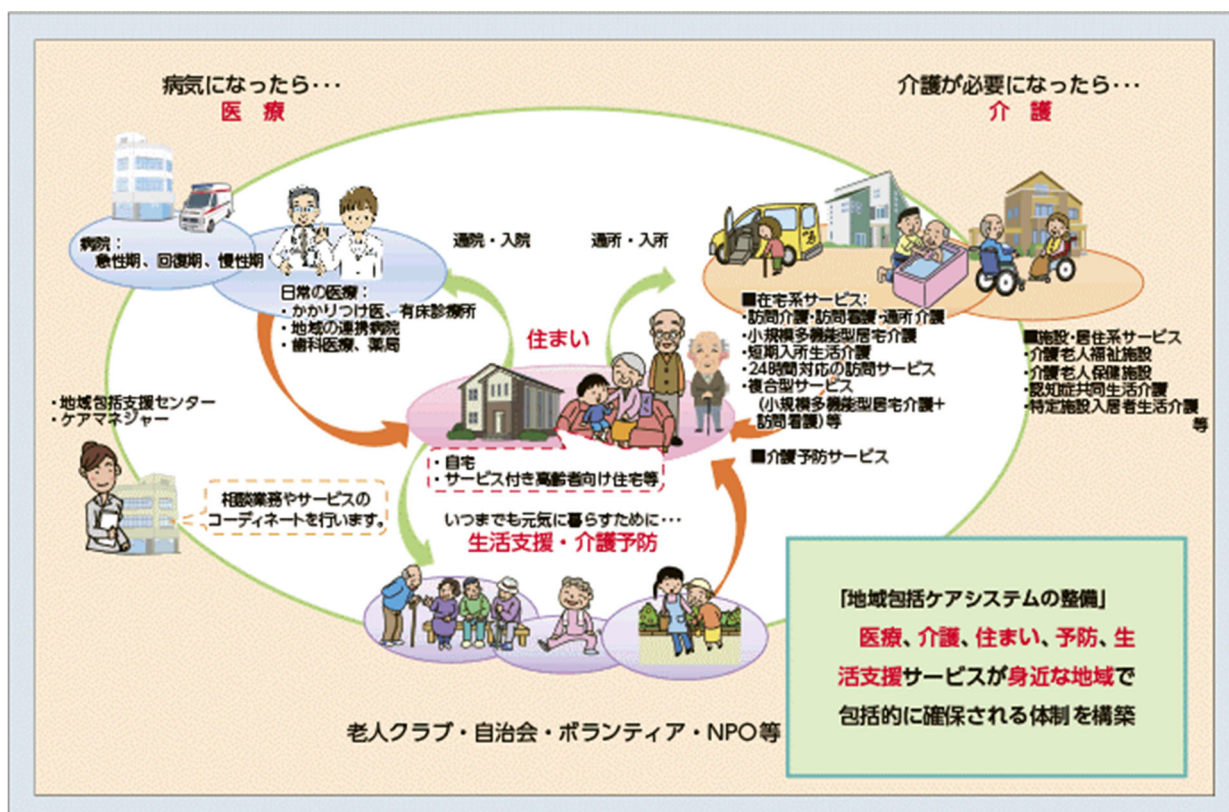 病気になったら･･･
医 療
介護が必要になったら･･･
介 護
病院：
急性期、回復期、慢性期
日常の医療：
・かかりつけ医、有床診療所
・地域の連携病院
・歯科医療、薬局
通院・入院
通所・入所
住まい
■在宅系サービス：
・訪問介護・訪問看護・通所介護
・小規模多機能型居宅介護
・短期入所生活介護
・24時間対応の訪問サービス
・複合型サービス
（小規模多機能型居宅介護＋
訪問看護）等
■介護予防サービス
■施設・居住系サービス
・介護老人福祉施設
・介護老人保健施設
・認知症共同生活介護
・特定施設入居者生活介護
等
・地域包括支援センター
・ケアマネジャー
相談業務やサービスの
コーディネートを行います。
・自宅
・サービス付き高齢者向け住宅等
いつまでも元気に暮らすために･･･
生活支援・介護予防
老人クラブ・自治会・ボランティア・NPO等
「地域包括ケアシステムの整備」
医療、介護、住まい、予防、生
活支援サービスが身近な地域で
包括的に確保される体制を構築